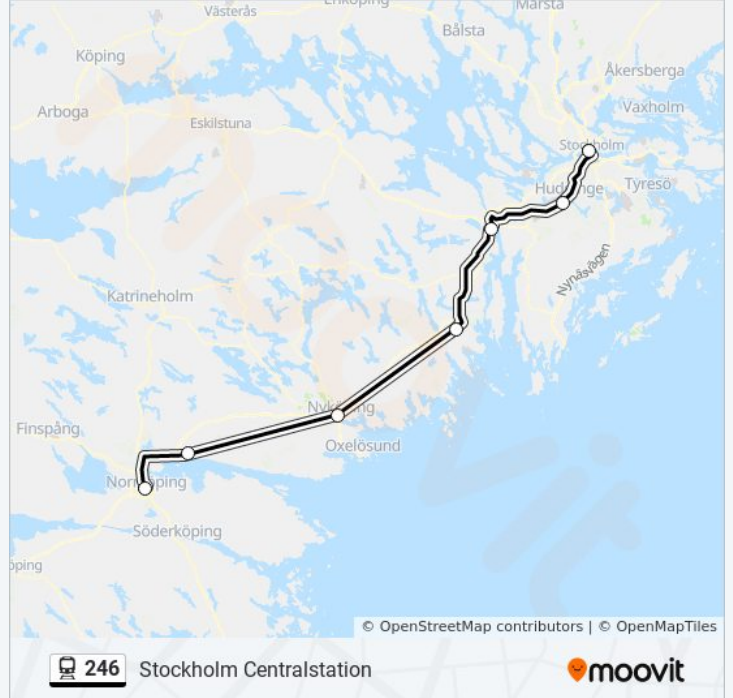 Västerås
Enköping
Märsta
Bålsta
Köping
Åkersberga
Arboga
Vaxholm
Eskilstuna
Stockholm
Huddinge
Tyresö
Nynäsvägen
Katrineholm
Nyköping
Finspång
Oxelösund
Norrköping
Söderköping
öping
© OpenStreetMap contributors | © OpenMapTiles
246 Stockholm Centralstation
moovit